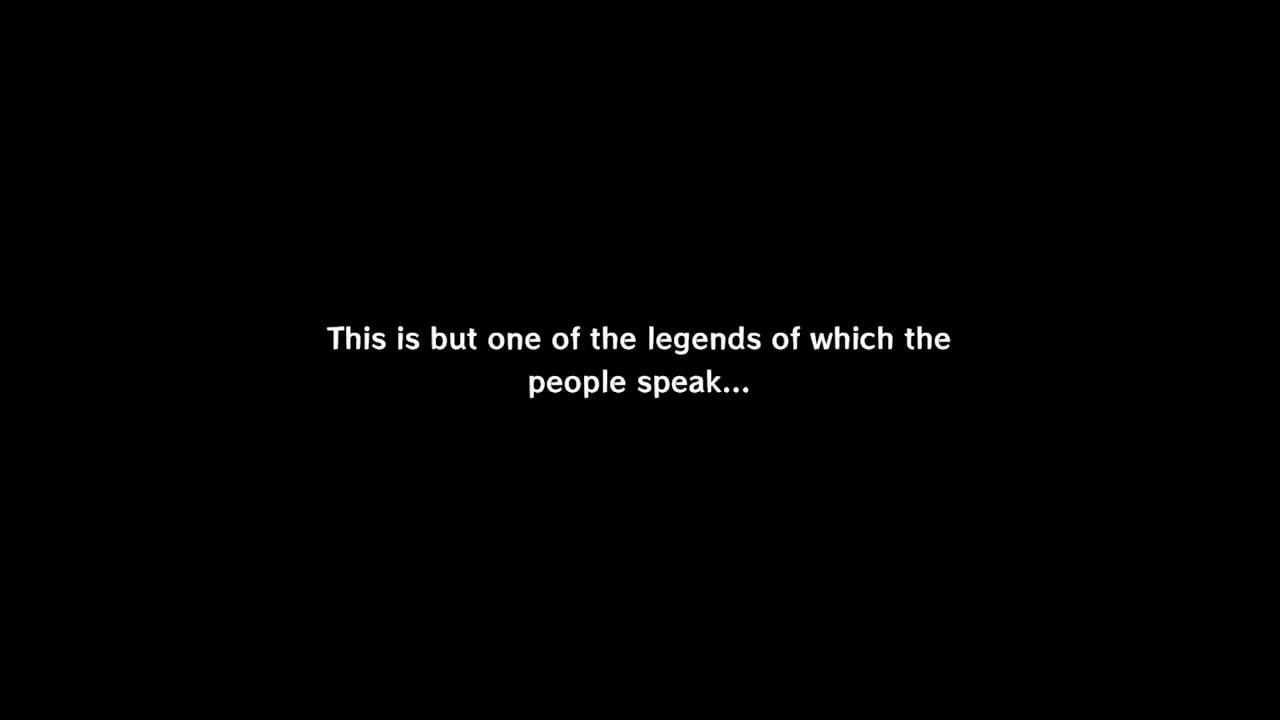 This is but one of the legends of which the
people speak...